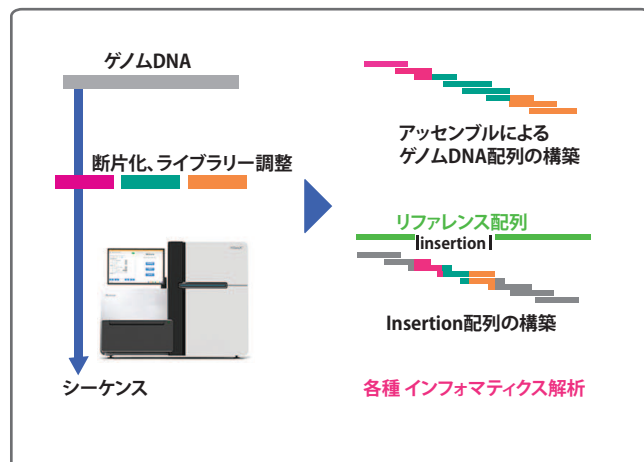 ゲノムDNA
断片化、ライブラリー調整
シーケンス
アッセンブルによる
ゲノムDNA配列の構築
リファレンス配列
insertion
Insertion配列の構築
各種 インフォマティクス解析